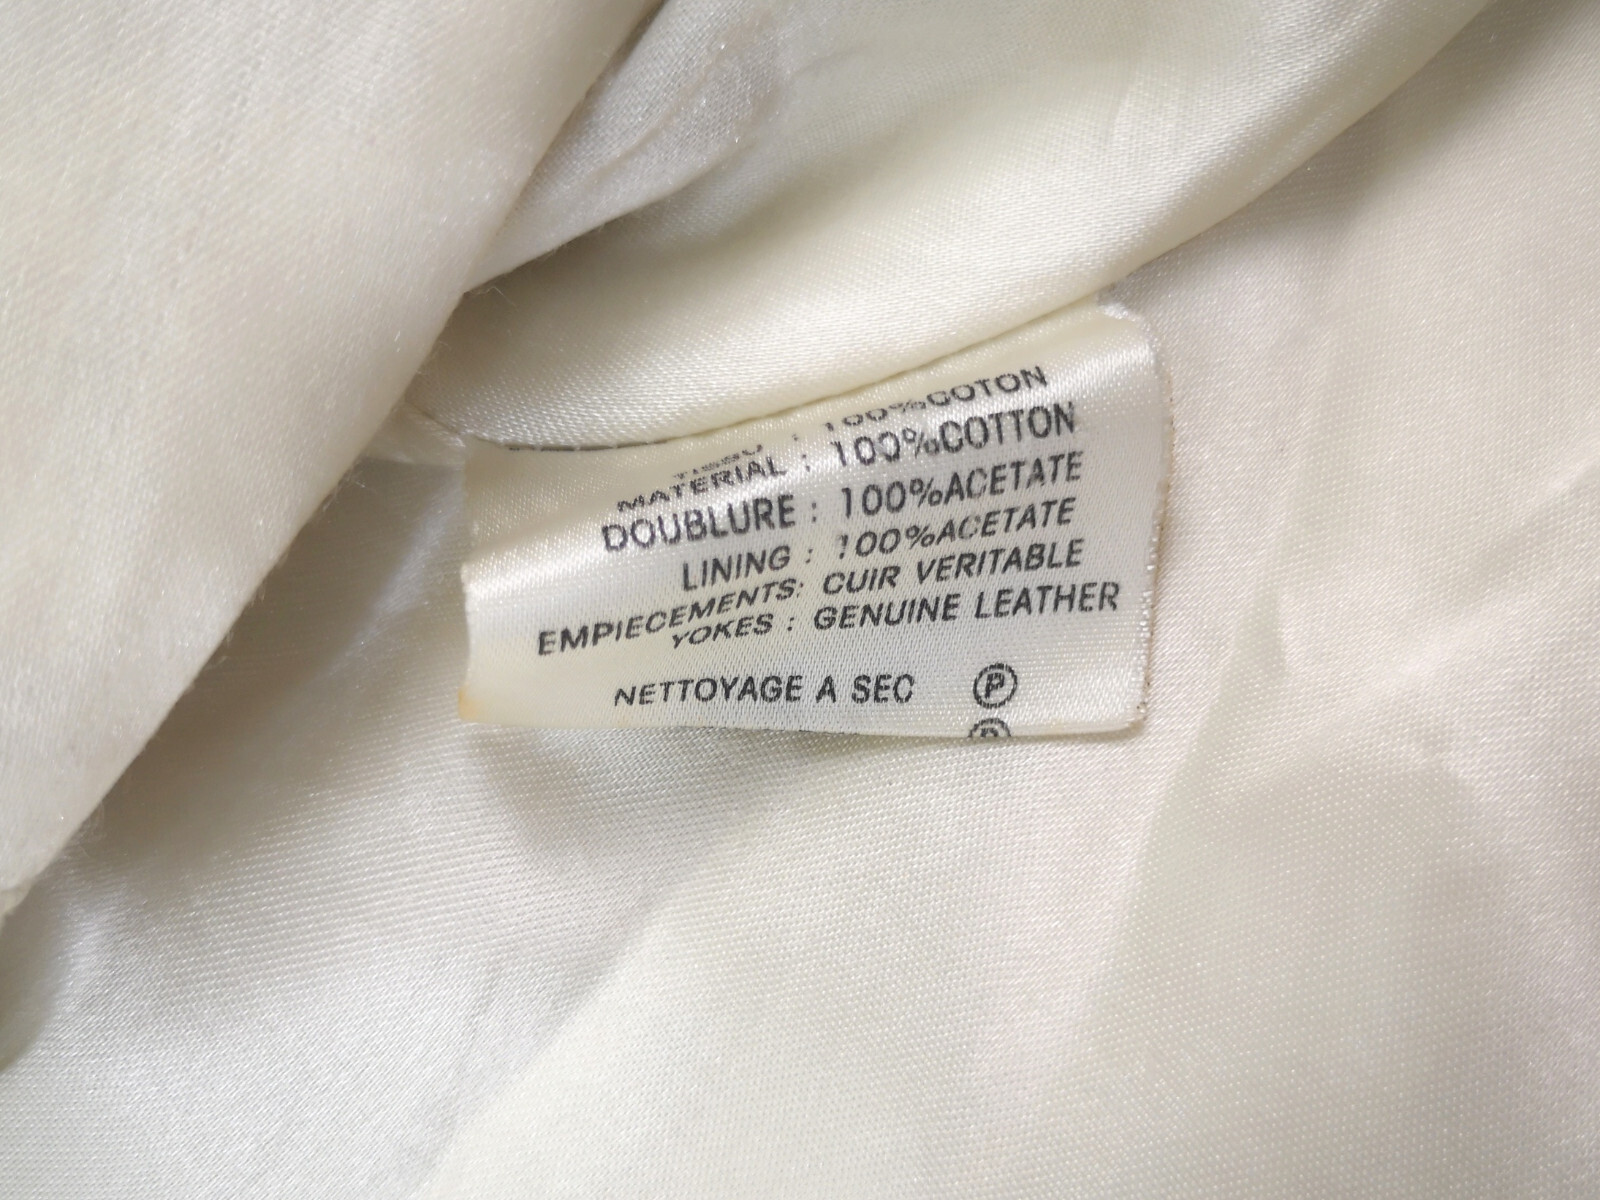 TISSU : 100%COTON
MATERIAL : 100%COTTON
DOUBLURE : 100%ACETATE
LINING : 100%ACETATE
EMPIECEMENTS: CUIR VERITABLE
YOKES : GENUINE LEATHER
NETTOYAGE A SEC Ⓟ
Ⓟ